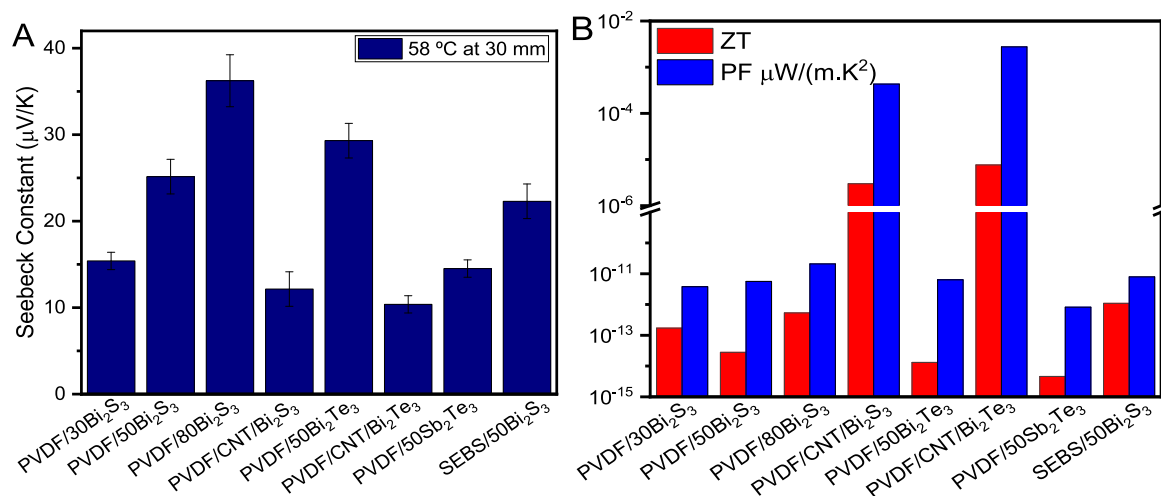 A
58 ºC at 30 mm
Seebeck Constant (μV/K)
40
30
20
10
0
PVDF/30Bi₂S₃
PVDF/50Bi₂S₃
PVDF/80Bi₂S₃
PVDF/CNT/Bi₂S₃
PVDF/50Bi₂Te₃
PVDF/CNT/Bi₂Te₃
PVDF/50Sb₂Te₃
SEBS/50Bi₂S₃
B
ZT
PF μW/(m.K²)
10⁻²
10⁻⁴
10⁻⁶
10⁻¹¹
10⁻¹³
10⁻¹⁵
PVDF/30Bi₂S₃
PVDF/50Bi₂S₃
PVDF/80Bi₂S₃
PVDF/CNT/Bi₂S₃
PVDF/50Bi₂Te₃
PVDF/CNT/Bi₂Te₃
PVDF/50Sb₂Te₃
SEBS/50Bi₂S₃